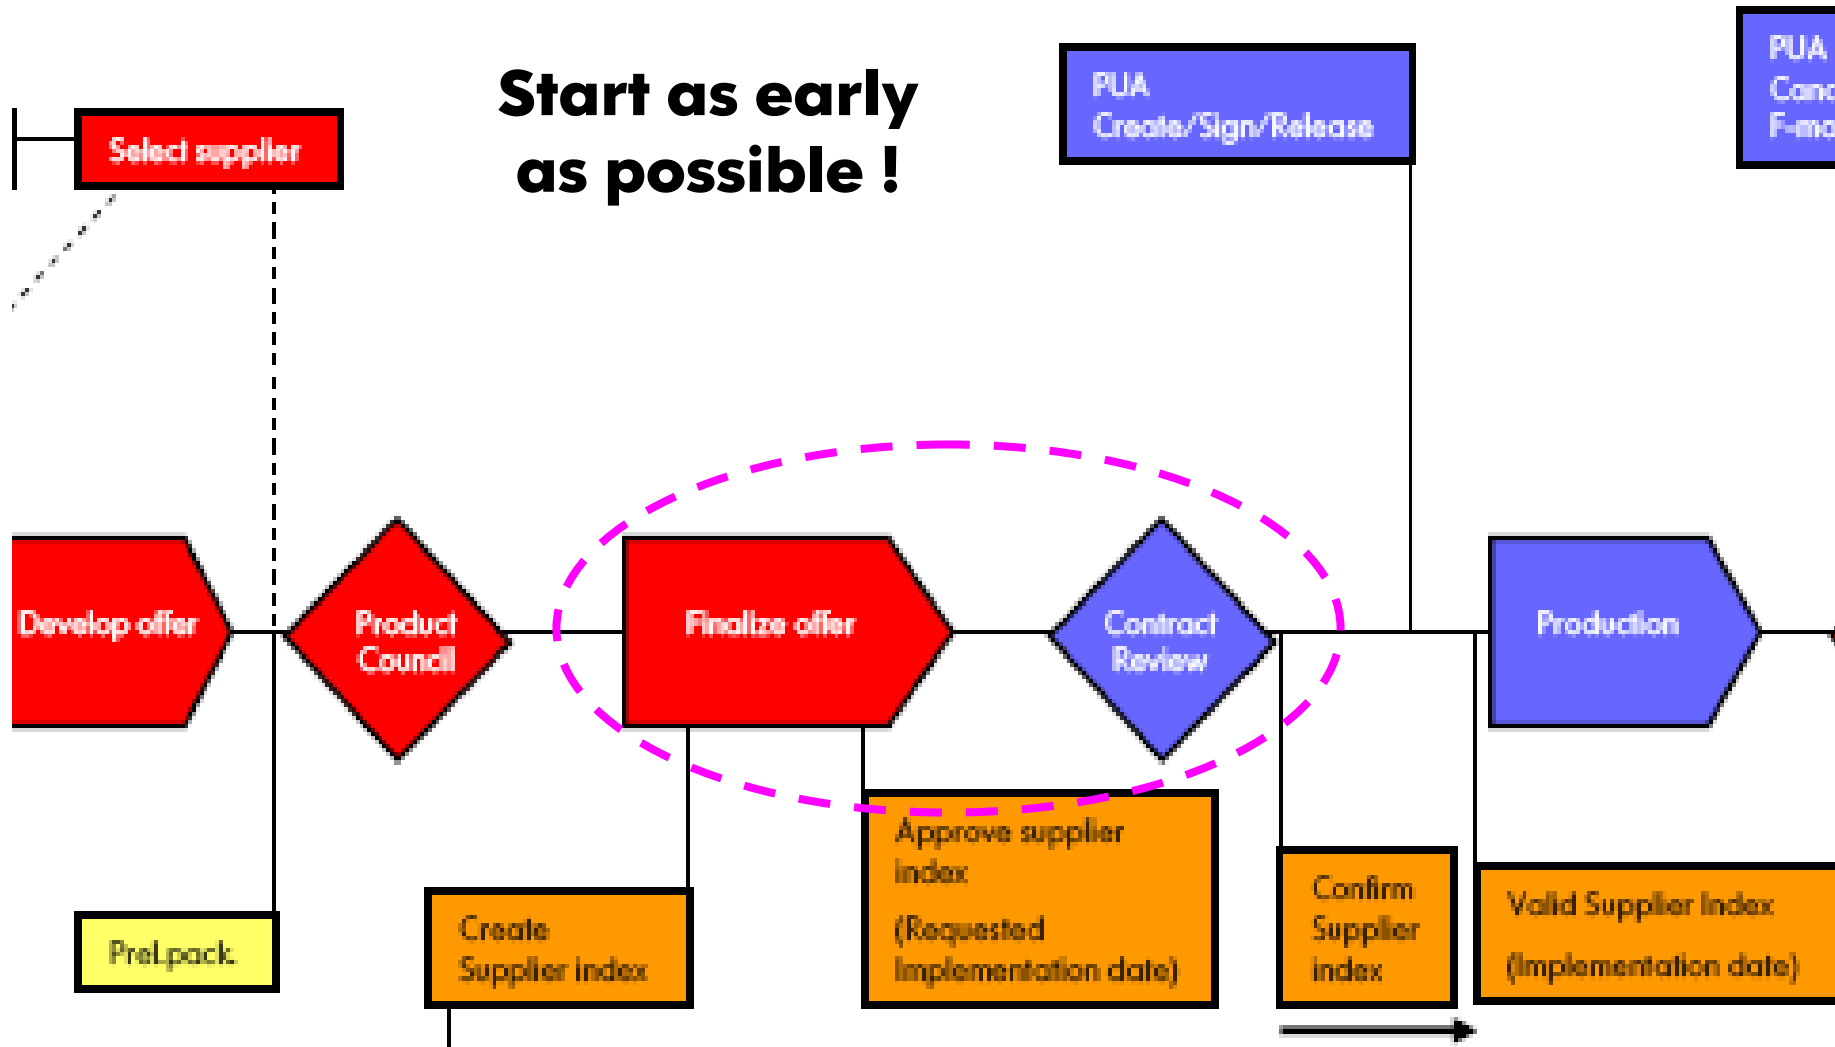 Start as early
as possible !
PUA
Create/Sign/Release
PUA
Select supplier
Develop offer
Product
Council
Finalize offer
Contract
Review
Production
Prel.pack.
Create
Supplier index
Approve supplier
index
(Requested
Implementation date)
Confirm
Supplier
index
Valid Supplier Index
(Implementation date)